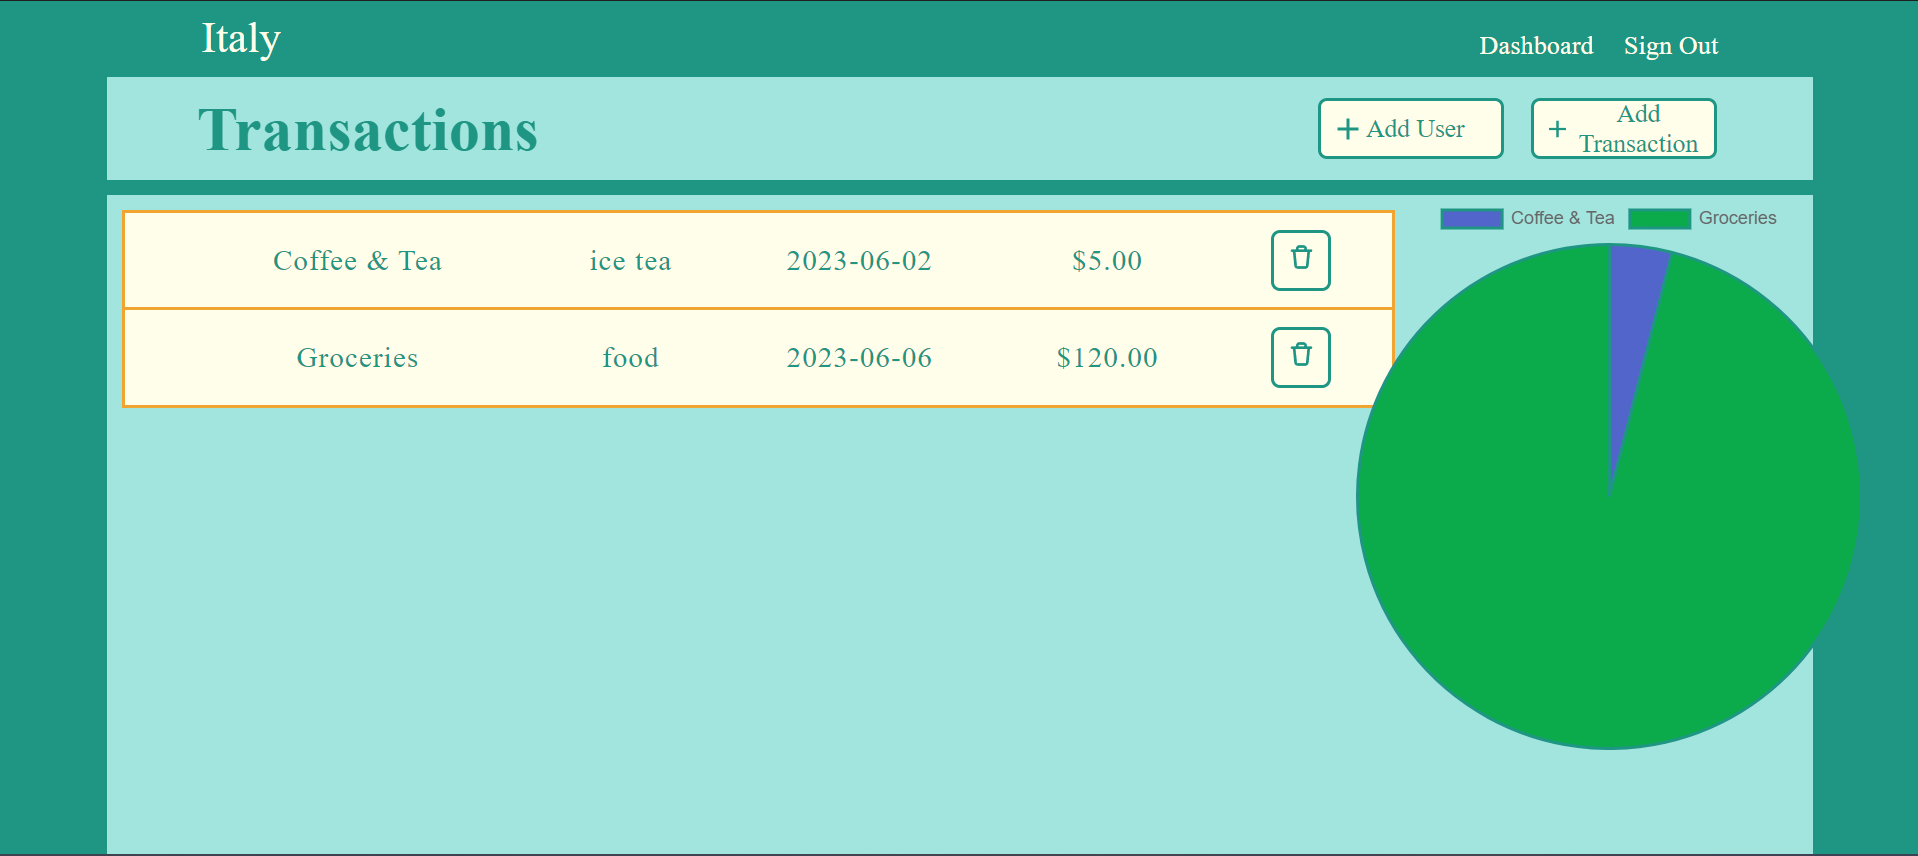 Italy
Dashboard Sign Out
Transactions
Add User
Add
Transaction
Coffee & Tea Groceries
Coffee & Tea ice tea 2023-06-02 $5.00
Groceries food 2023-06-06 $120.00